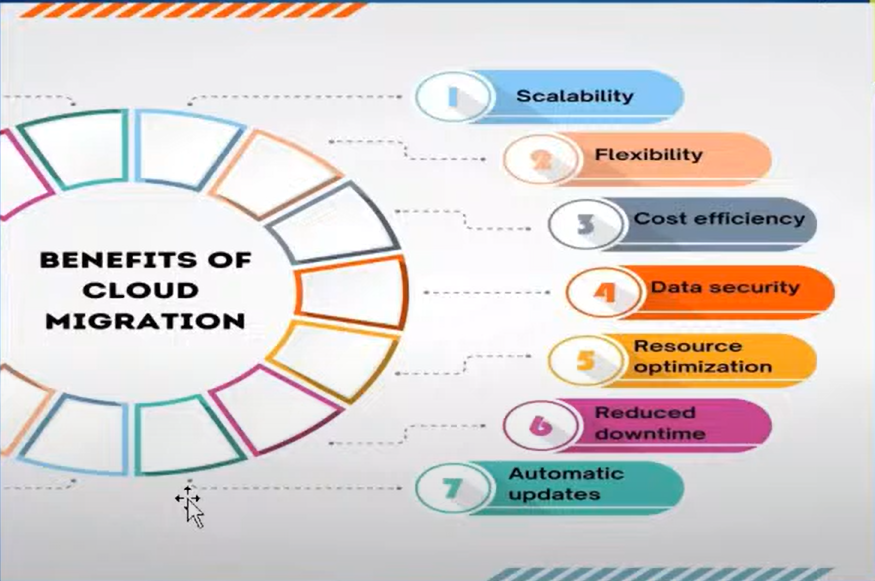 BENEFITS OF
CLOUD
MIGRATION
1 Scalability
2 Flexibility
3 Cost efficiency
4 Data security
5 Resource
optimization
6 Reduced
downtime
7 Automatic
updates